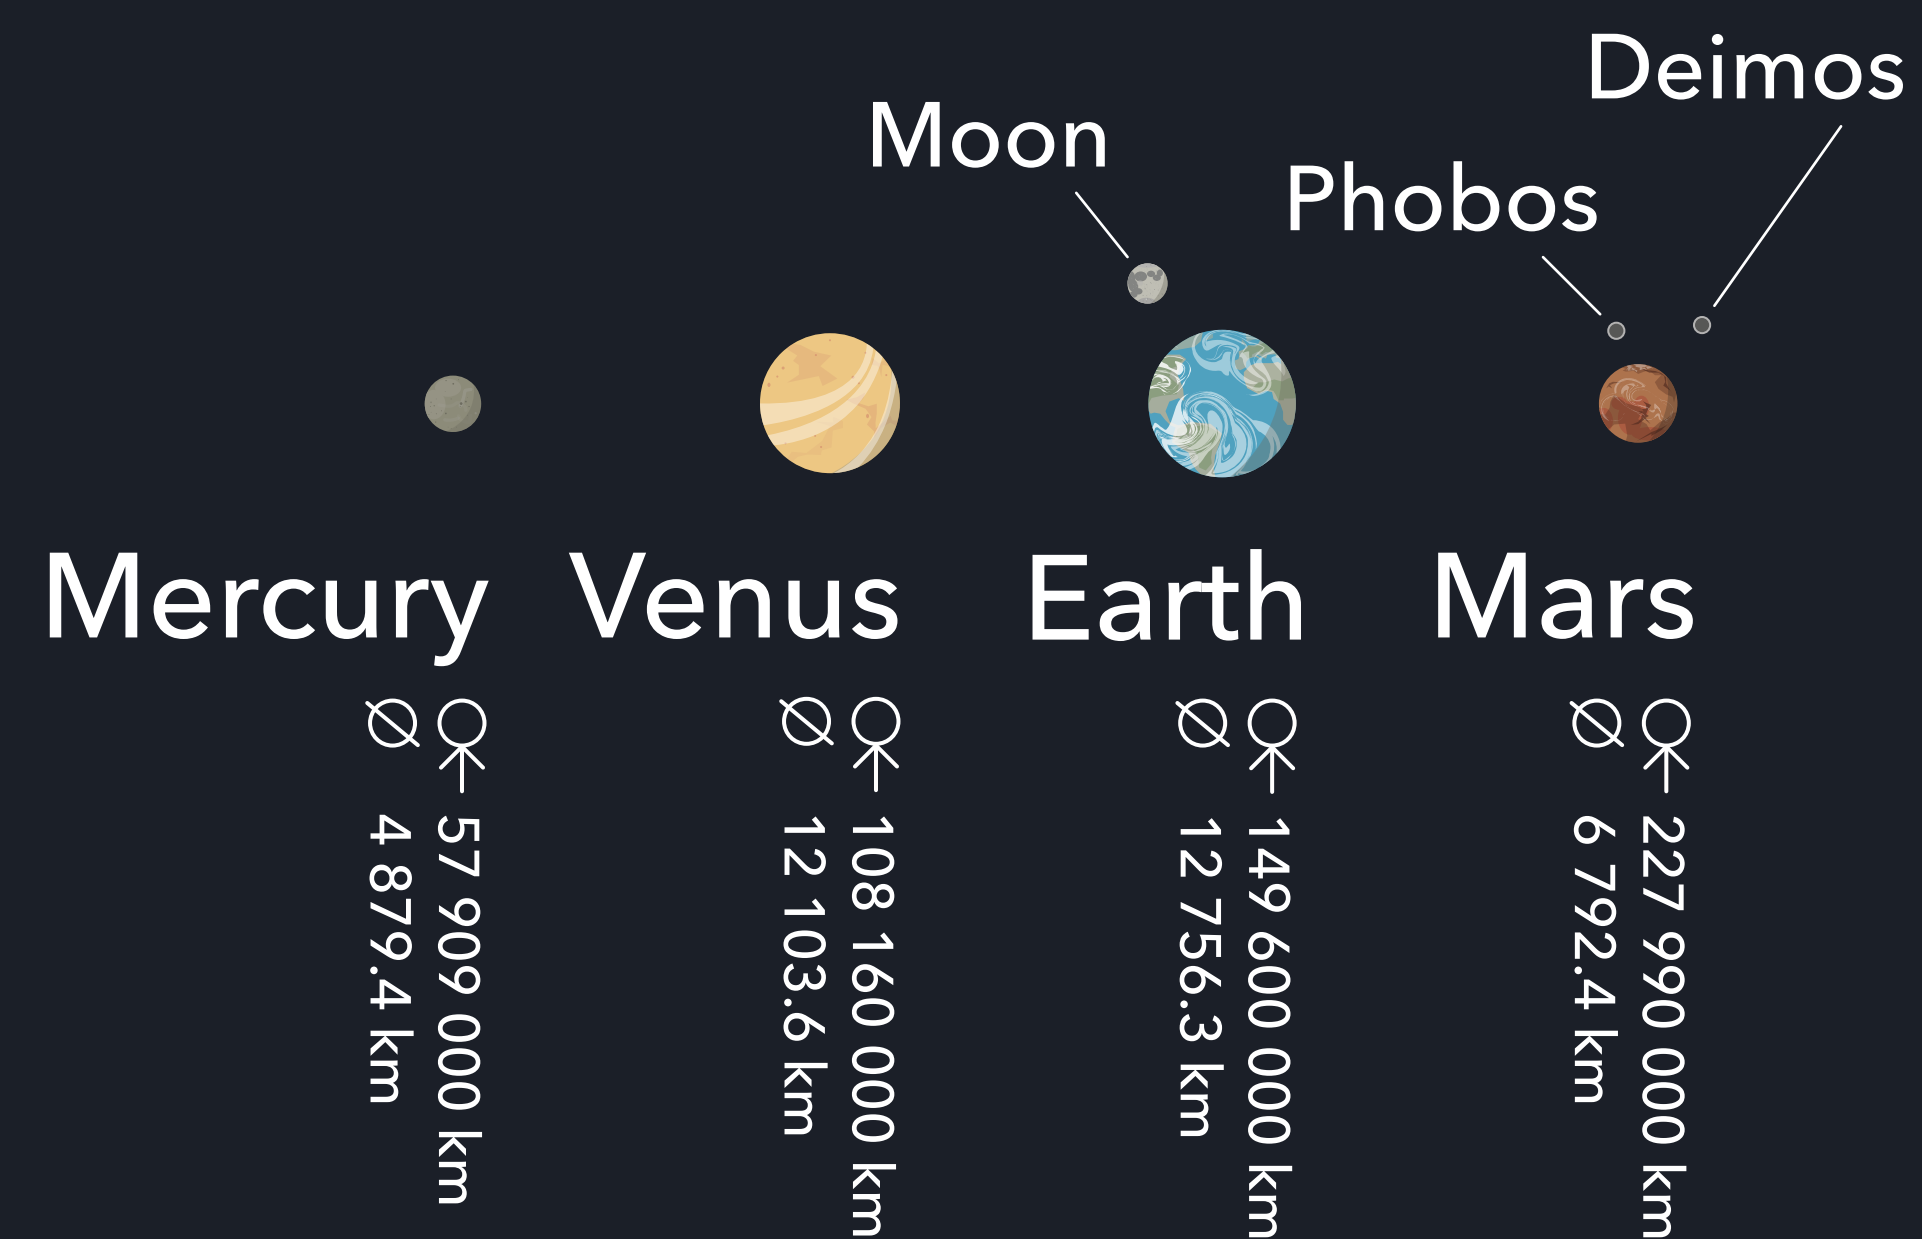 Deimos
Moon
Phobos
Mercury
Venus
Earth
Mars
57 909 000 km
4 879.4 km
108 160 000 km
12 103.6 km
149 600 000 km
12 756.3 km
227 990 000 km
6 792.4 km